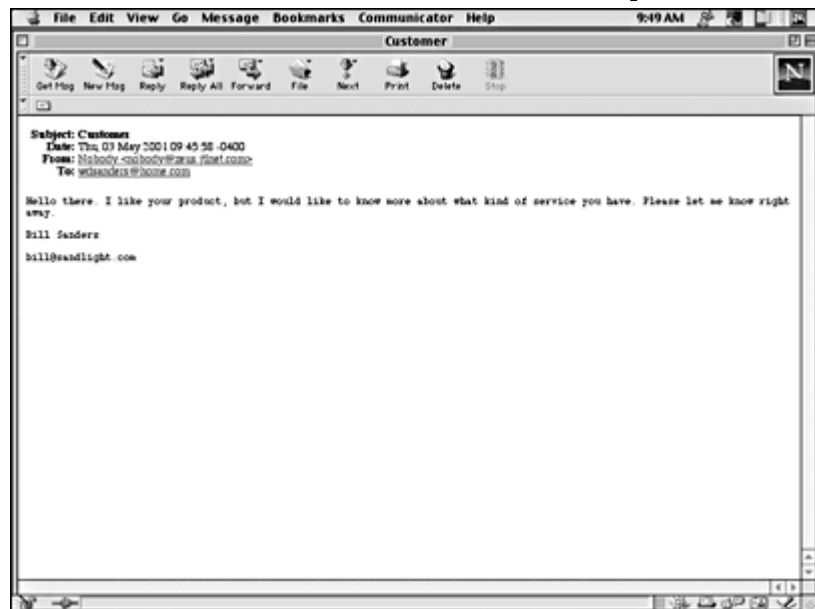 File Edit View Go Message Bookmarks Communicator Help 9:49 AM
Customer
Get Msg New Msg Reply Reply All Forward File Next Print Delete Stop
N
Subject: Customer
Date: Thu, 03 May 2001 09:45:58 -0400
From: Nobody <nobody@zeus.
To: wdsanders@home.com
Hello there. I like your product, but I would like to know more about what kind of service you have. Please let me know right
away.
Bill Sanders
bill@sandlight.com